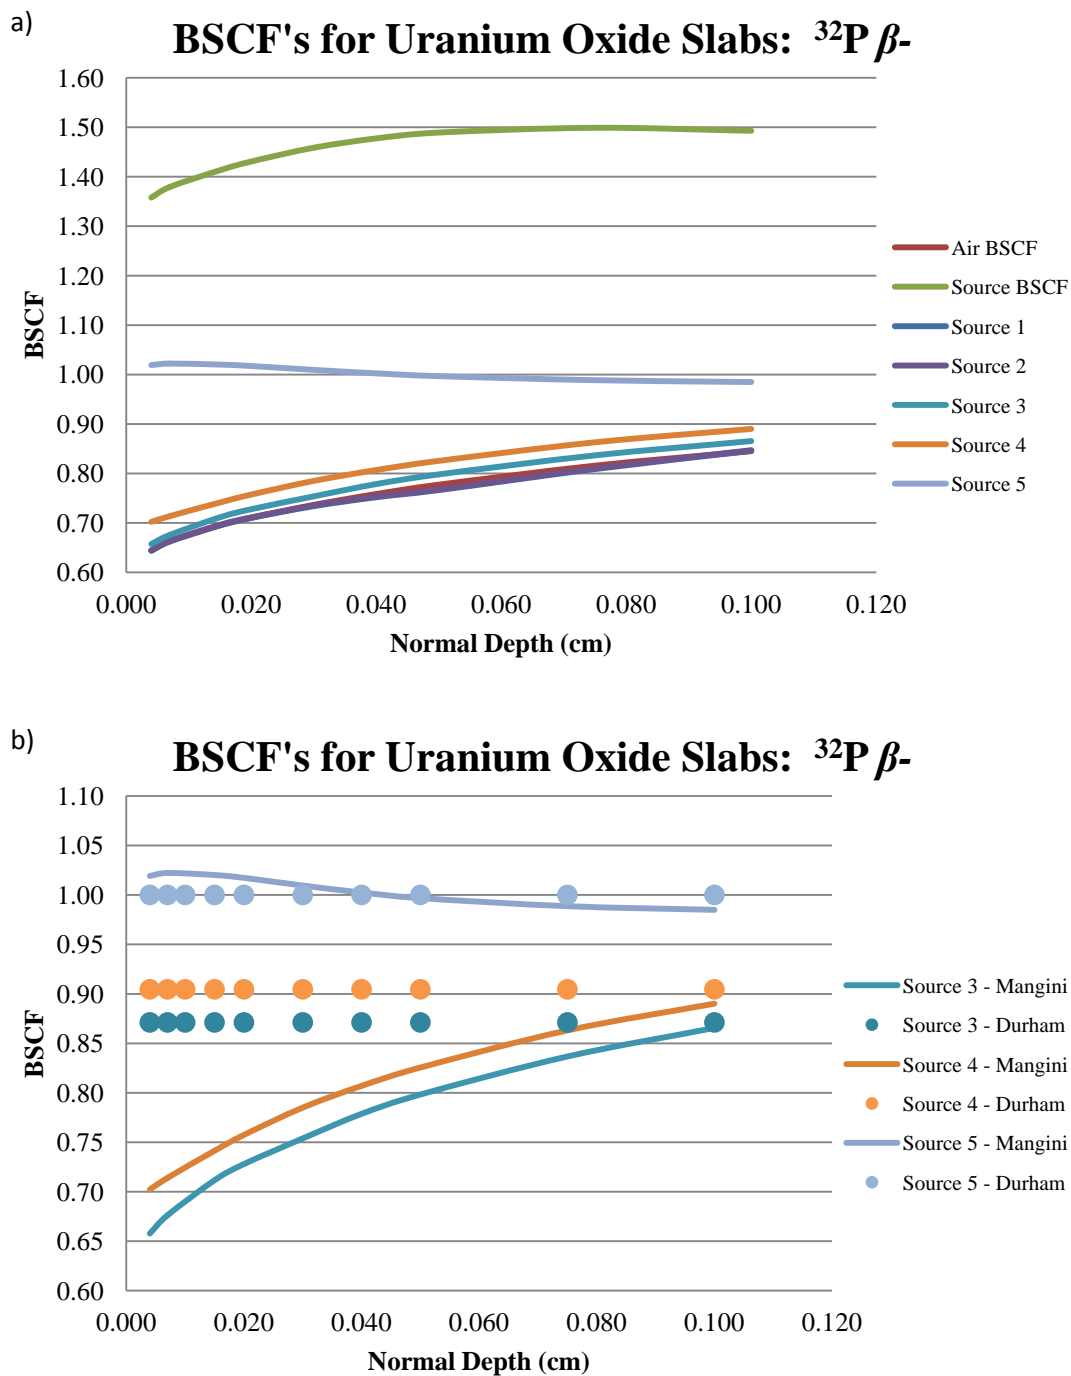 a)
BSCF's for Uranium Oxide Slabs: ³²P β-
1.60
1.50
1.40
1.30
1.20
1.10
1.00
0.90
0.80
0.70
0.60
BSCF
0.000 0.020 0.040 0.060 0.080 0.100 0.120
Normal Depth (cm)
Air BSCF
Source BSCF
Source 1
Source 2
Source 3
Source 4
Source 5
b)
BSCF's for Uranium Oxide Slabs: ³²P β-
1.10
1.05
1.00
0.95
0.90
0.85
0.80
0.75
0.70
0.65
0.60
BSCF
0.000 0.020 0.040 0.060 0.080 0.100 0.120
Normal Depth (cm)
Source 3 - Mangini
Source 3 - Durham
Source 4 - Mangini
Source 4 - Durham
Source 5 - Mangini
Source 5 - Durham